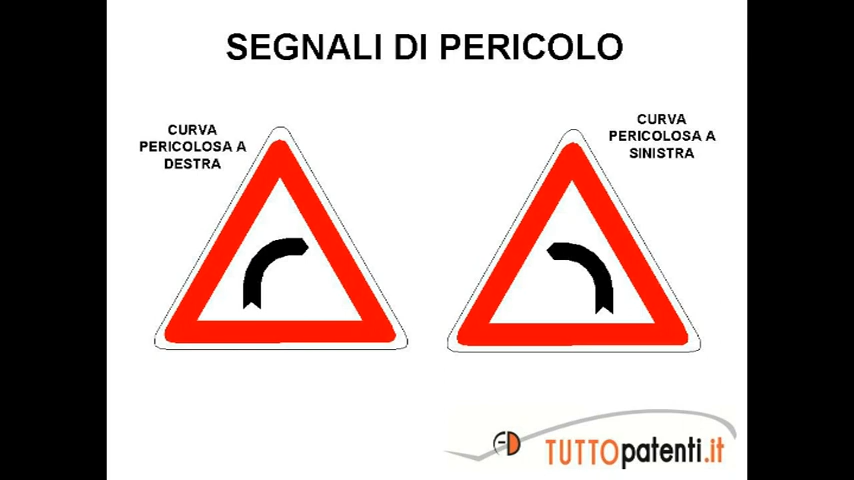 SEGNALI DI PERICOLO
CURVA
PERICOLOSA A
DESTRA
CURVA
PERICOLOSA A
SINISTRA
TUTTOpatenti.it